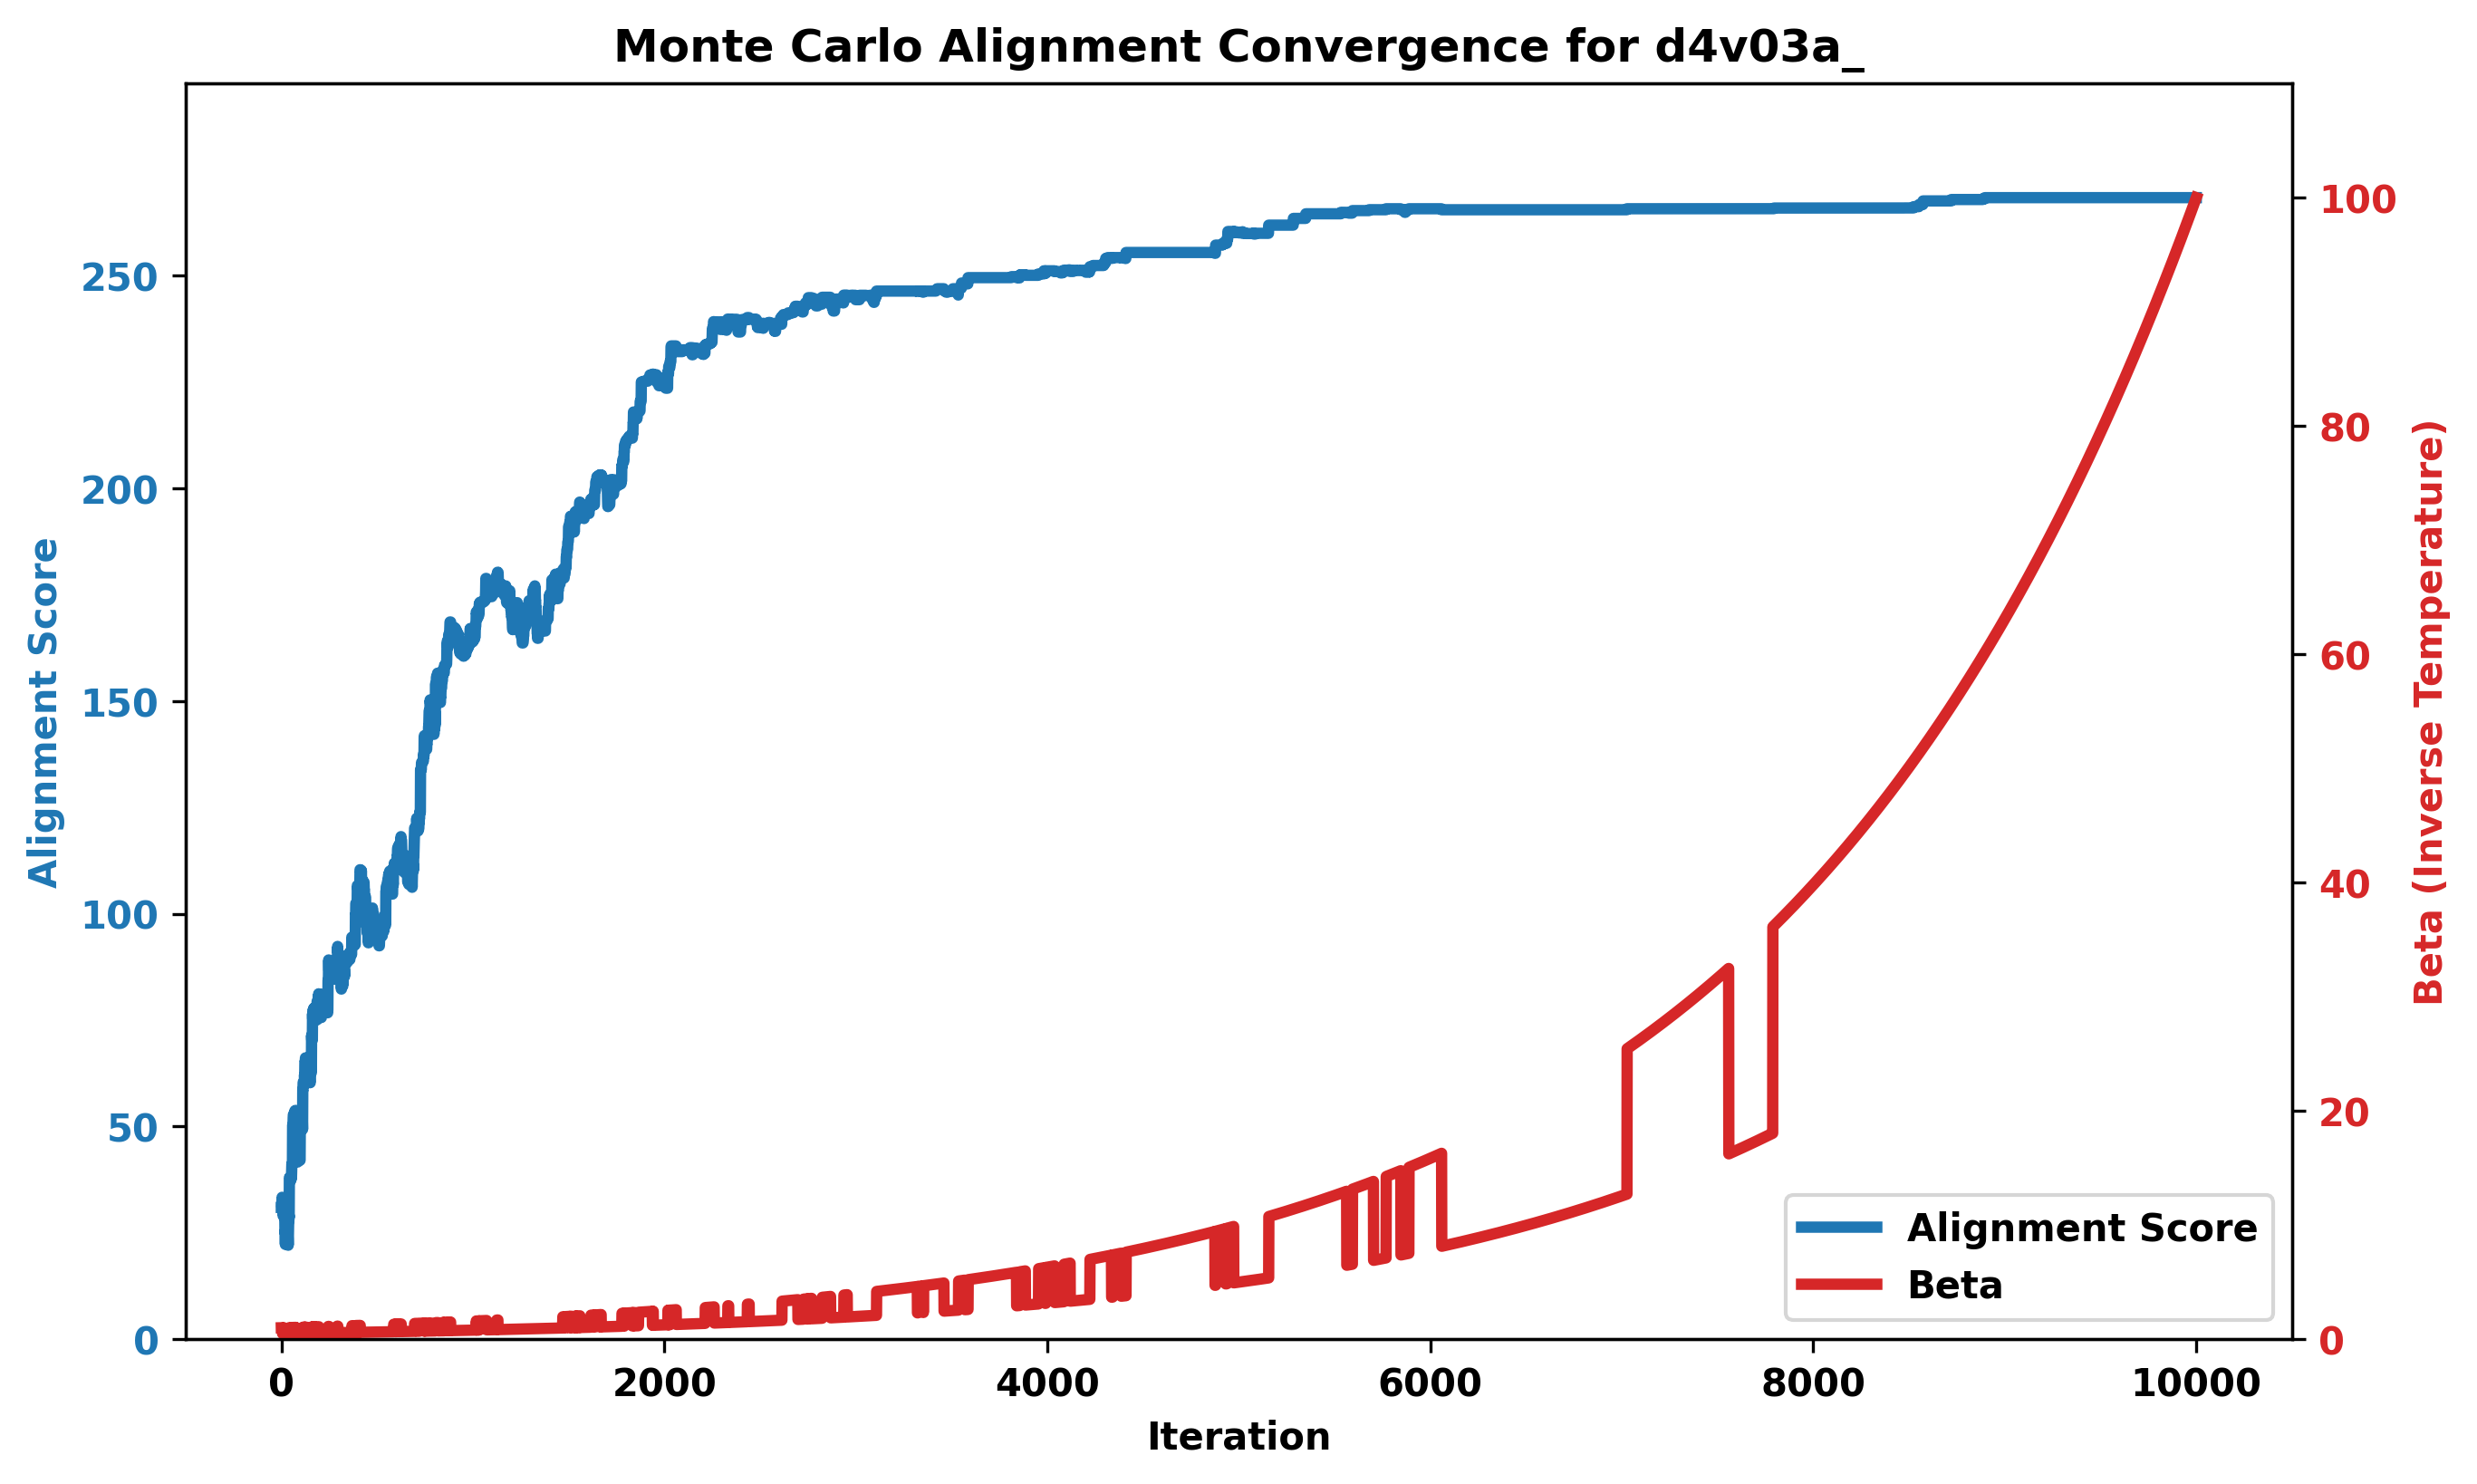 Monte Carlo Alignment Convergence for d4v03a_
Alignment Score
250
200
150
100
50
0
100
80
60
40
20
0
Beta (Inverse Temperature)
Alignment Score
Beta
0 2000 4000 6000 8000 10000
Iteration